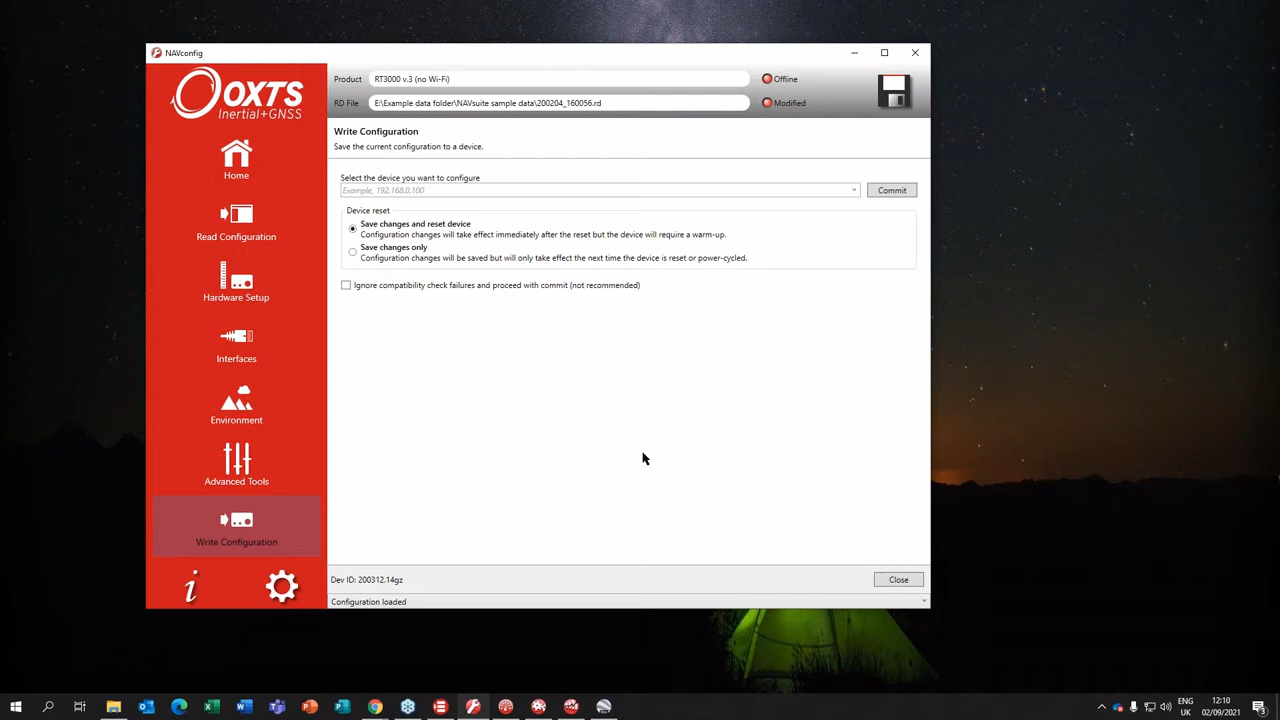 NAVconfig
OXTS
Inertial+GNSS
Home
Read Configuration
Hardware Setup
Interfaces
Environment
Advanced Tools
Write Configuration
i
Product RT3000 v.3 (no Wi-Fi) Offline
RD File E:\Example data folder\NAVsuite sample data\200204_160056.rd Modified
Write Configuration
Save the current configuration to a device.
Select the device you want to configure
Example, 192.168.0.100 Commit
Device reset
Save changes and reset device
Configuration changes will take effect immediately after the reset but the device will require a warm-up.
Save changes only
Configuration changes will be saved but will only take effect the next time the device is reset or power-cycled.
Ignore compatibility check failures and proceed with commit (not recommended)
Dev ID: 200312.14gz Close
Configuration loaded
ENG
UK
12:10
02/09/2021